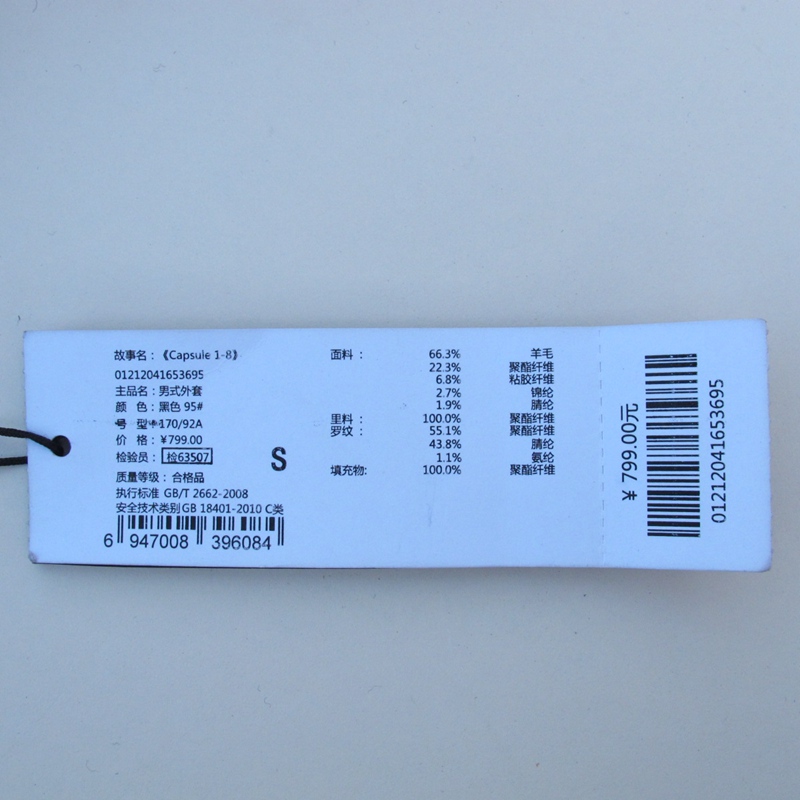 故事名：《Capsule 1-8》
01212041653695
主品名：男式外套
颜 色：黑色 95#
号 型：170/92A
价 格：¥799.00
检验员：检63507
质量等级：合格品
执行标准 GB/T 2662-2008
安全技术类别 GB 18401-2010 C类
6 947008 396084
S
面料： 66.3% 羊毛
22.3% 聚酯纤维
6.8% 粘胶纤维
2.7% 锦纶
1.9% 腈纶
里料： 100.0% 聚酯纤维
罗纹： 55.1% 聚酯纤维
43.8% 腈纶
1.1% 氨纶
填充物: 100.0% 聚酯纤维
¥ 799.00元
01212041653695